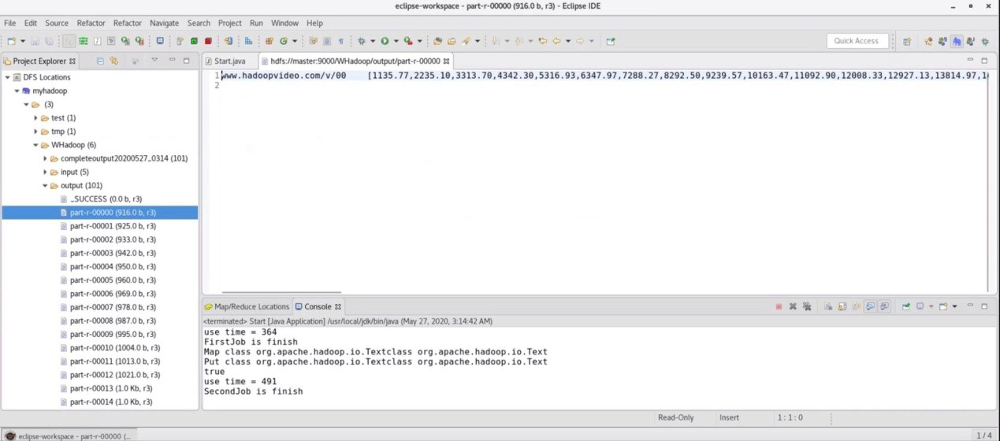 eclipse-workspace - part-r-00000 (916.0 b, r3) - Eclipse IDE
File Edit Source Refactor Refactor Navigate Search Project Run Window Help
Quick Access
Project Explorer
Start.java
hdfs://master:9000/WHadoop/output/part-r-00000
DFS Locations
myhadoop
(3)
test (1)
tmp (1)
WHadoop (6)
completeoutput20200527_0314 (101)
input (5)
output (101)
_SUCCESS (0.0 b, r3)
part-r-00000 (916.0 b, r3)
part-r-00001 (925.0 b, r3)
part-r-00002 (933.0 b, r3)
part-r-00003 (942.0 b, r3)
part-r-00004 (950.0 b, r3)
part-r-00005 (960.0 b, r3)
part-r-00006 (969.0 b, r3)
part-r-00007 (978.0 b, r3)
part-r-00008 (987.0 b, r3)
part-r-00009 (995.0 b, r3)
part-r-00010 (1004.0 b, r3)
part-r-00011 (1013.0 b, r3)
part-r-00012 (1021.0 b, r3)
part-r-00013 (1.0 Kb, r3)
part-r-00014 (1.0 Kb, r3)
1 www.hadoopvideo.com/v/00 [1135.77,2235.10,3313.70,4342.30,5316.93,6347.97,7288.27,8292.50,9239.57,10163.47,11092.90,12008.33,12927.13,13814.97,1
2
Map/Reduce Locations Console
<terminated> Start [Java Application] /usr/local/jdk/bin/java (May 27, 2020, 3:14:42 AM)
use time = 364
FirstJob is finish
Map class org.apache.hadoop.io.Textclass org.apache.hadoop.io.Text
Put class org.apache.hadoop.io.Textclass org.apache.hadoop.io.Text
true
use time = 491
SecondJob is finish
Read-Only Insert 1 : 1 : 0
eclipse-workspace - part-r-00000 (...
1 / 4